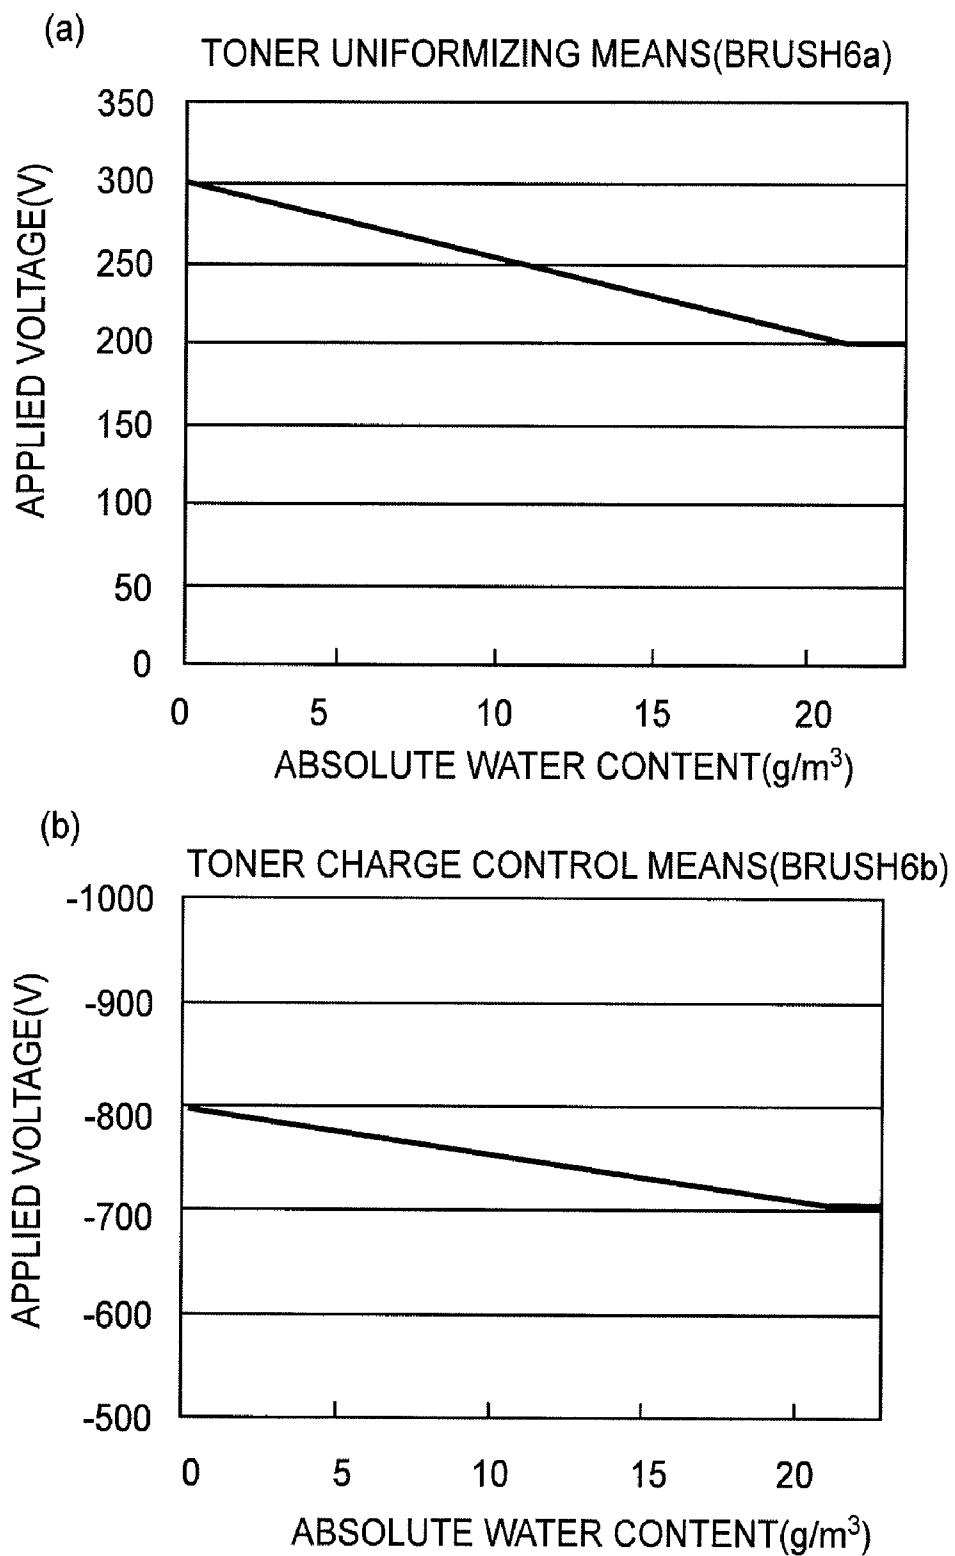 (a)
TONER UNIFORMIZING MEANS(BRUSH6a)
APPLIED VOLTAGE(V)
350
300
250
200
150
100
50
0
0 5 10 15 20
ABSOLUTE WATER CONTENT(g/m³)
(b)
TONER CHARGE CONTROL MEANS(BRUSH6b)
APPLIED VOLTAGE(V)
-1000
-900
-800
-700
-600
-500
0 5 10 15 20
ABSOLUTE WATER CONTENT(g/m³)